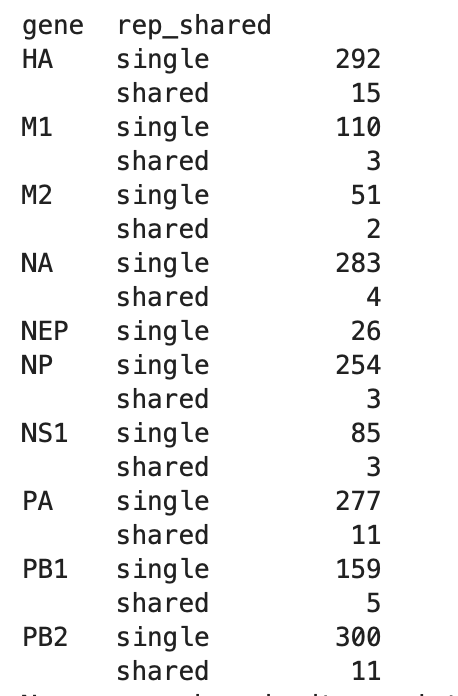 gene rep_shared
HA single 292
shared 15
M1 single 110
shared 3
M2 single 51
shared 2
NA single 283
shared 4
NEP single 26
NP single 254
shared 3
NS1 single 85
shared 3
PA single 277
shared 11
PB1 single 159
shared 5
PB2 single 300
shared 11